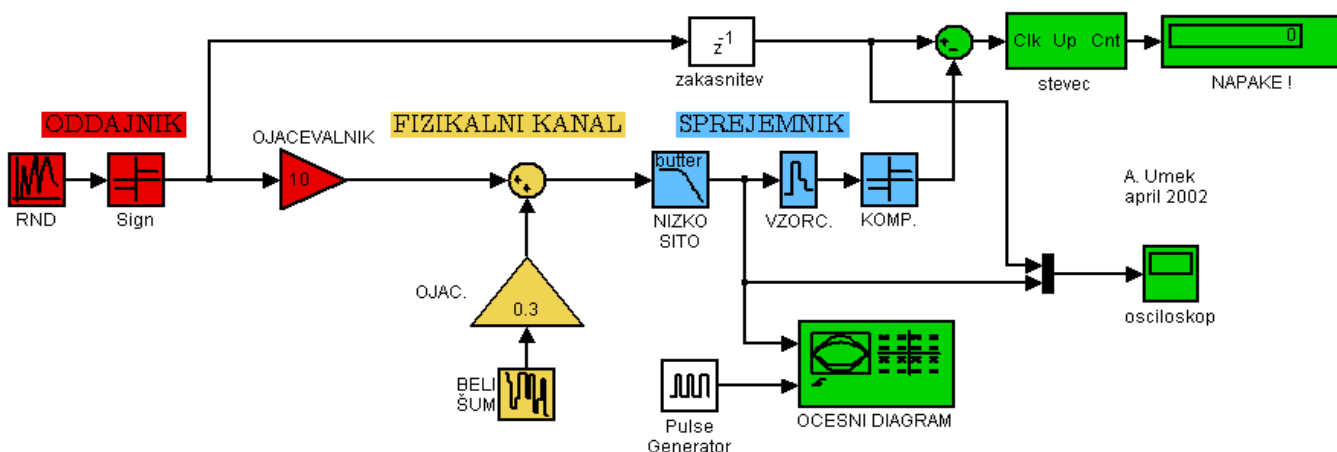 z-1
zakasnitev
+
-
Clk Up Cnt
stevec
0
NAPAKE !
ODDAJNIK
FIZIKALNI KANAL
SPREJEMNIK
OJACEVALNIK
RND
Sign
10
+
+
butter
NIZKO
SITO
VZORC.
KOMP.
A. Umek
april 2002
OJAC.
0.3
BELI
ŠUM
Pulse
Generator
OCESNI DIAGRAM
osciloskop